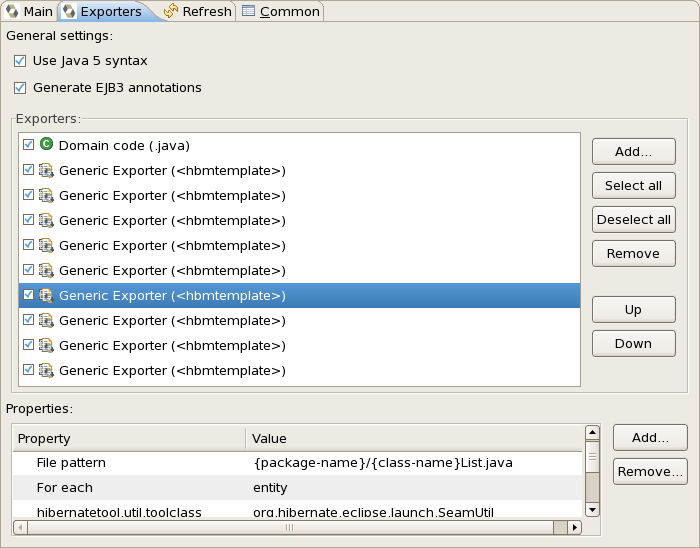 Main Exporters Refresh Common
General settings:
Use Java 5 syntax
Generate EJB3 annotations
Exporters:
Domain code (.java)
Generic Exporter (<hbmtemplate>)
Generic Exporter (<hbmtemplate>)
Generic Exporter (<hbmtemplate>)
Generic Exporter (<hbmtemplate>)
Generic Exporter (<hbmtemplate>)
Generic Exporter (<hbmtemplate>)
Generic Exporter (<hbmtemplate>)
Generic Exporter (<hbmtemplate>)
Generic Exporter (<hbmtemplate>)
Add...
Select all
Deselect all
Remove
Up
Down
Properties:
Property Value
File pattern {package-name}/{class-name}List.java
For each entity
hibernatetool.util.toolclass org.hibernate.eclipse.launch.SeamUtil
Add...
Remove...